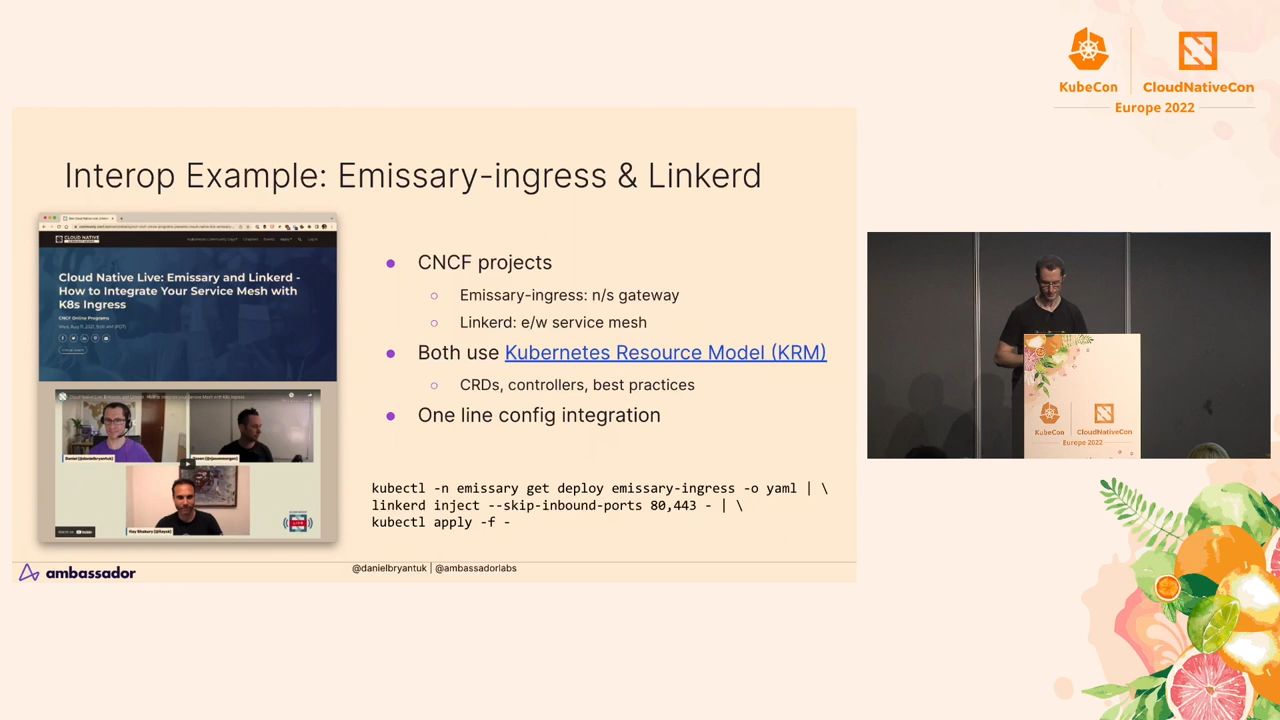 KubeCon
CloudNativeCon
Europe 2022
Interop Example: Emissary-ingress & Linkerd
Cloud Native Live: Emissary and Linkerd -
How to Integrate Your Service Mesh with
K8s Ingress
CNCF Online Programs
CNCF projects
Emissary-ingress: n/s gateway
Linkerd: e/w service mesh
Both use Kubernetes Resource Model (KRM)
CRDs, controllers, best practices
One line config integration
kubectl -n emissary get deploy emissary-ingress -o yaml | \
linkerd inject --skip-inbound-ports 80,443 - | \
kubectl apply -f -
ambassador
@danielbryantuk | @ambassadorlabs
KubeCon
CloudNativeCon
Europe 2022